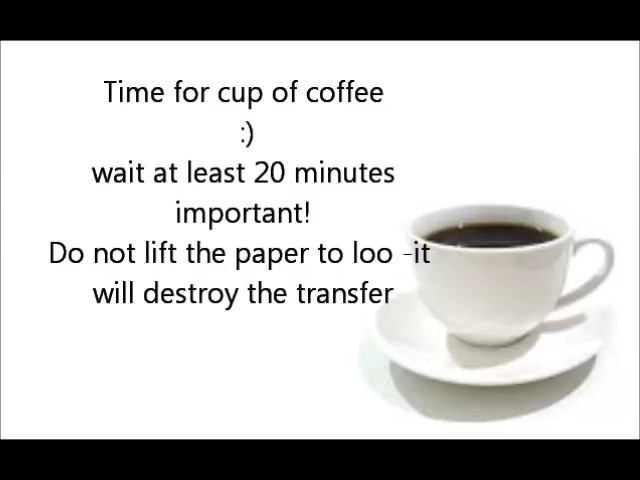 Time for cup of coffee
:)
wait at least 20 minutes
important!
Do not lift the paper to loo -it
will destroy the transfer